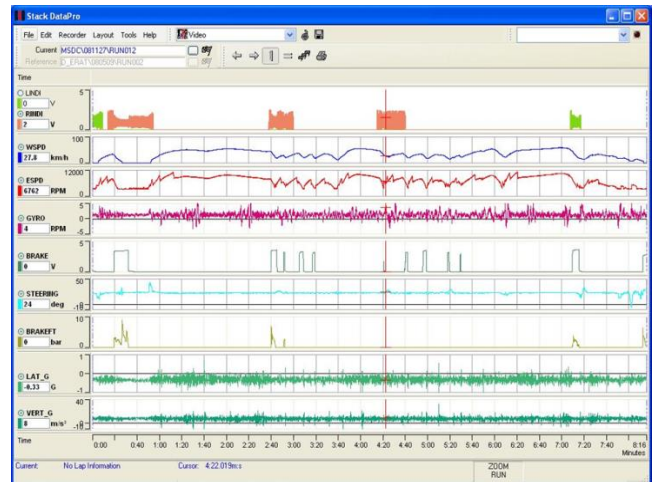 Stack DataPro
File Edit Recorder Layout Tools Help Video
Current MSDC\081127\RUN012
Reference D_ERAT\080509\RUN002
Time
LINDI 5
0 V
RINDI
2 V 0
WSPD 100
27.8 km/h 0
ESPD 12000
6762 RPM 0
GYRO 5
0
4 RPM -5
BRAKE 5
0 V 0
STEERING 50
24 deg -10
BRAKEFT 10
0 bar 0
LAT_G 1
0
-0.33 G -1
VERT_G 40
8 m/s² -10
Time 0:00 0:40 1:00 1:20 1:40 2:00 2:20 2:40 3:00 3:20 3:40 4:00 4:20 4:40 5:00 5:20 5:40 6:00 6:20 6:40 7:00 7:20 7:40 8:16
Minutes
Current: No Lap Information Cursor: 4:22.019m:s ZOOM
RUN